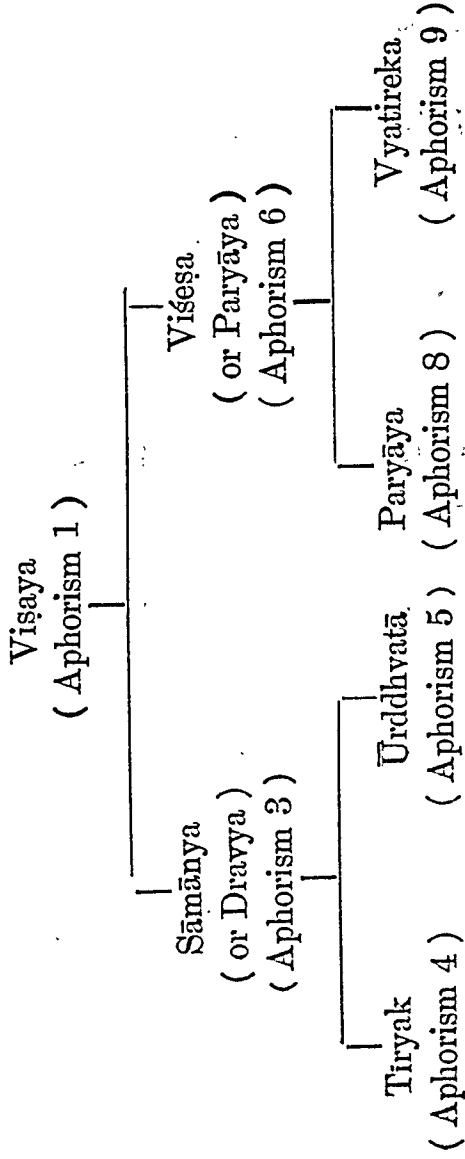 Viṣaya
( Aphorism 1 )
Sāmānya
( or Dravya )
( Aphorism 3 )
Viśeṣa
( or Paryāya )
( Aphorism 6 )
Tiryak
( Aphorism 4 )
Ūrddhvatā
( Aphorism 5 )
Paryāya
( Aphorism 8 )
Vyatireka
( Aphorism 9 )